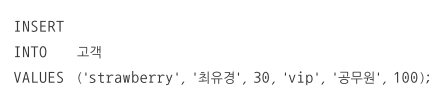 INSERT
INTO 고객
VALUES ('strawberry', '최유경', 30, 'vip', '공무원', 100);